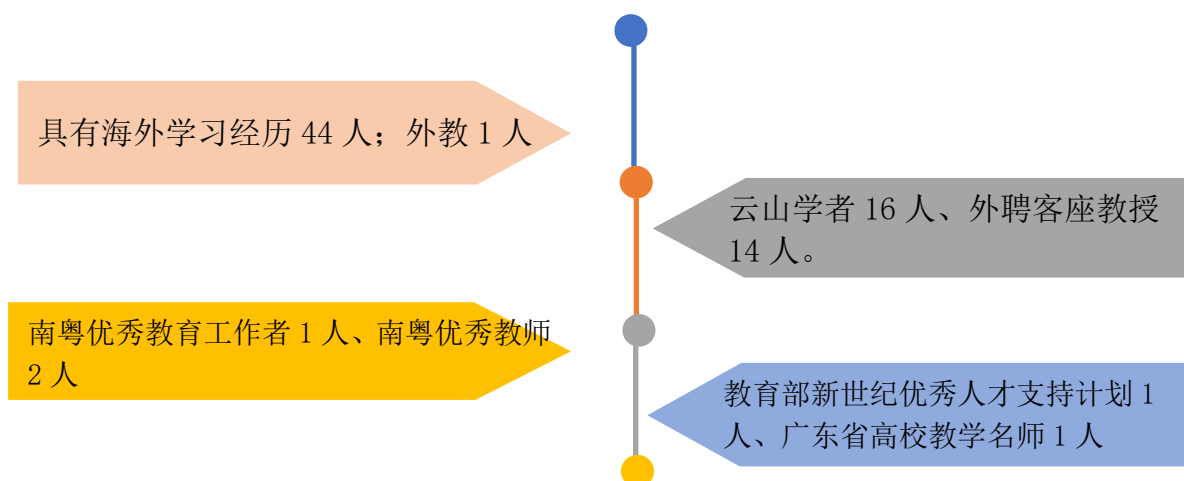 具有海外学习经历 44 人；外教 1 人
云山学者 16 人、外聘客座教授
14 人。
南粤优秀教育工作者 1 人、南粤优秀教师
2 人
教育部新世纪优秀人才支持计划 1
人、广东省高校教学名师 1 人